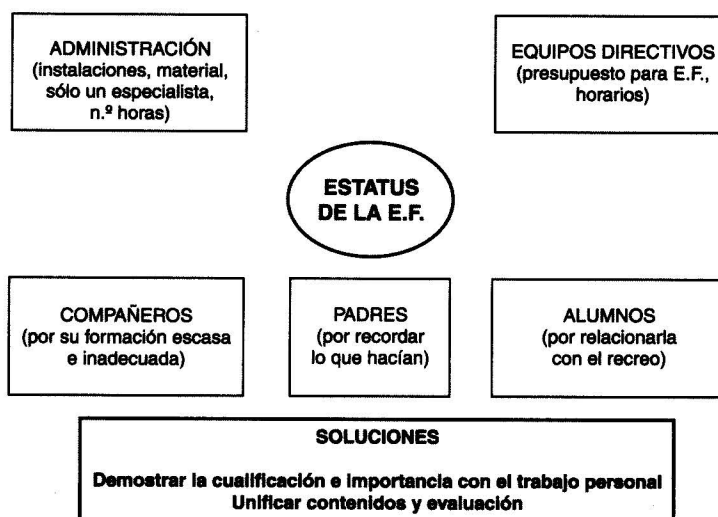 ADMINISTRACIÓN
(instalaciones, material,
sólo un especialista,
n.º horas)
EQUIPOS DIRECTIVOS
(presupuesto para E.F.,
horarios)
ESTATUS
DE LA E.F.
COMPAÑEROS
(por su formación escasa
e inadecuada)
PADRES
(por recordar
lo que hacían)
ALUMNOS
(por relacionarla
con el recreo)
SOLUCIONES
Demostrar la cualificación e importancia con el trabajo personal
Unificar contenidos y evaluación